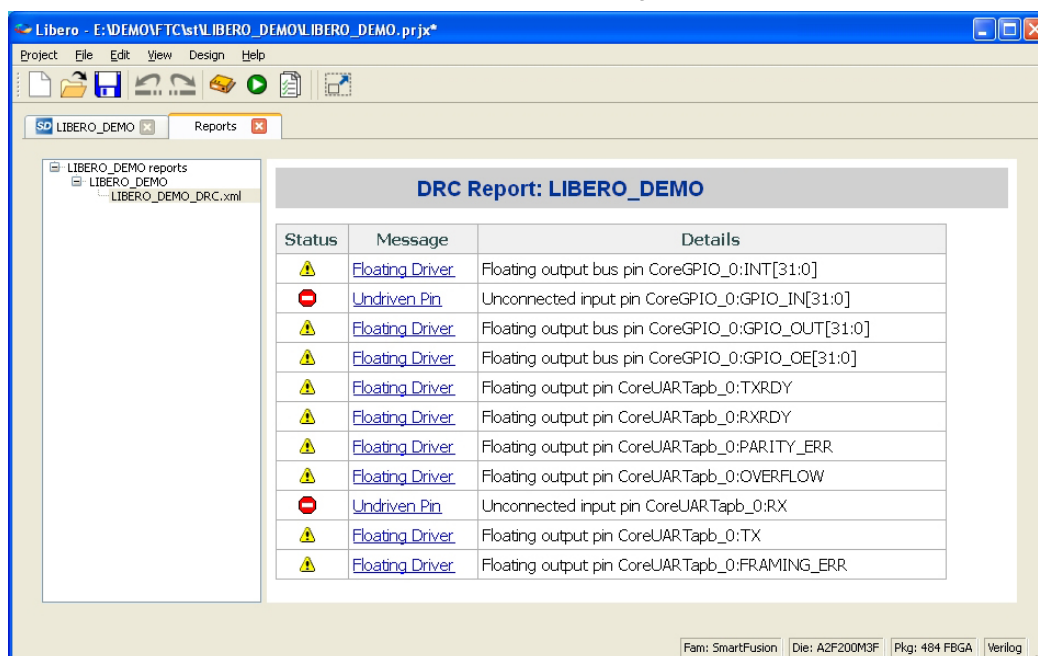 Libero - E:\DEMO\FTC\st\LIBERO_DEMO\LIBERO_DEMO.prjx*
Project File Edit View Design Help
SD LIBERO_DEMO Reports
LIBERO_DEMO reports
LIBERO_DEMO
LIBERO_DEMO_DRC.xml
DRC Report: LIBERO_DEMO
Status Message Details
Floating Driver Floating output bus pin CoreGPIO_0:INT[31:0]
Undriven Pin Unconnected input pin CoreGPIO_0:GPIO_IN[31:0]
Floating Driver Floating output bus pin CoreGPIO_0:GPIO_OUT[31:0]
Floating Driver Floating output bus pin CoreGPIO_0:GPIO_OE[31:0]
Floating Driver Floating output pin CoreUARTapb_0:TXRDY
Floating Driver Floating output pin CoreUARTapb_0:RXRDY
Floating Driver Floating output pin CoreUARTapb_0:PARITY_ERR
Floating Driver Floating output pin CoreUARTapb_0:OVERFLOW
Undriven Pin Unconnected input pin CoreUARTapb_0:RX
Floating Driver Floating output pin CoreUARTapb_0:TX
Floating Driver Floating output pin CoreUARTapb_0:FRAMING_ERR
Fam: SmartFusion Die: A2F200M3F Pkg: 484 FBGA Verilog